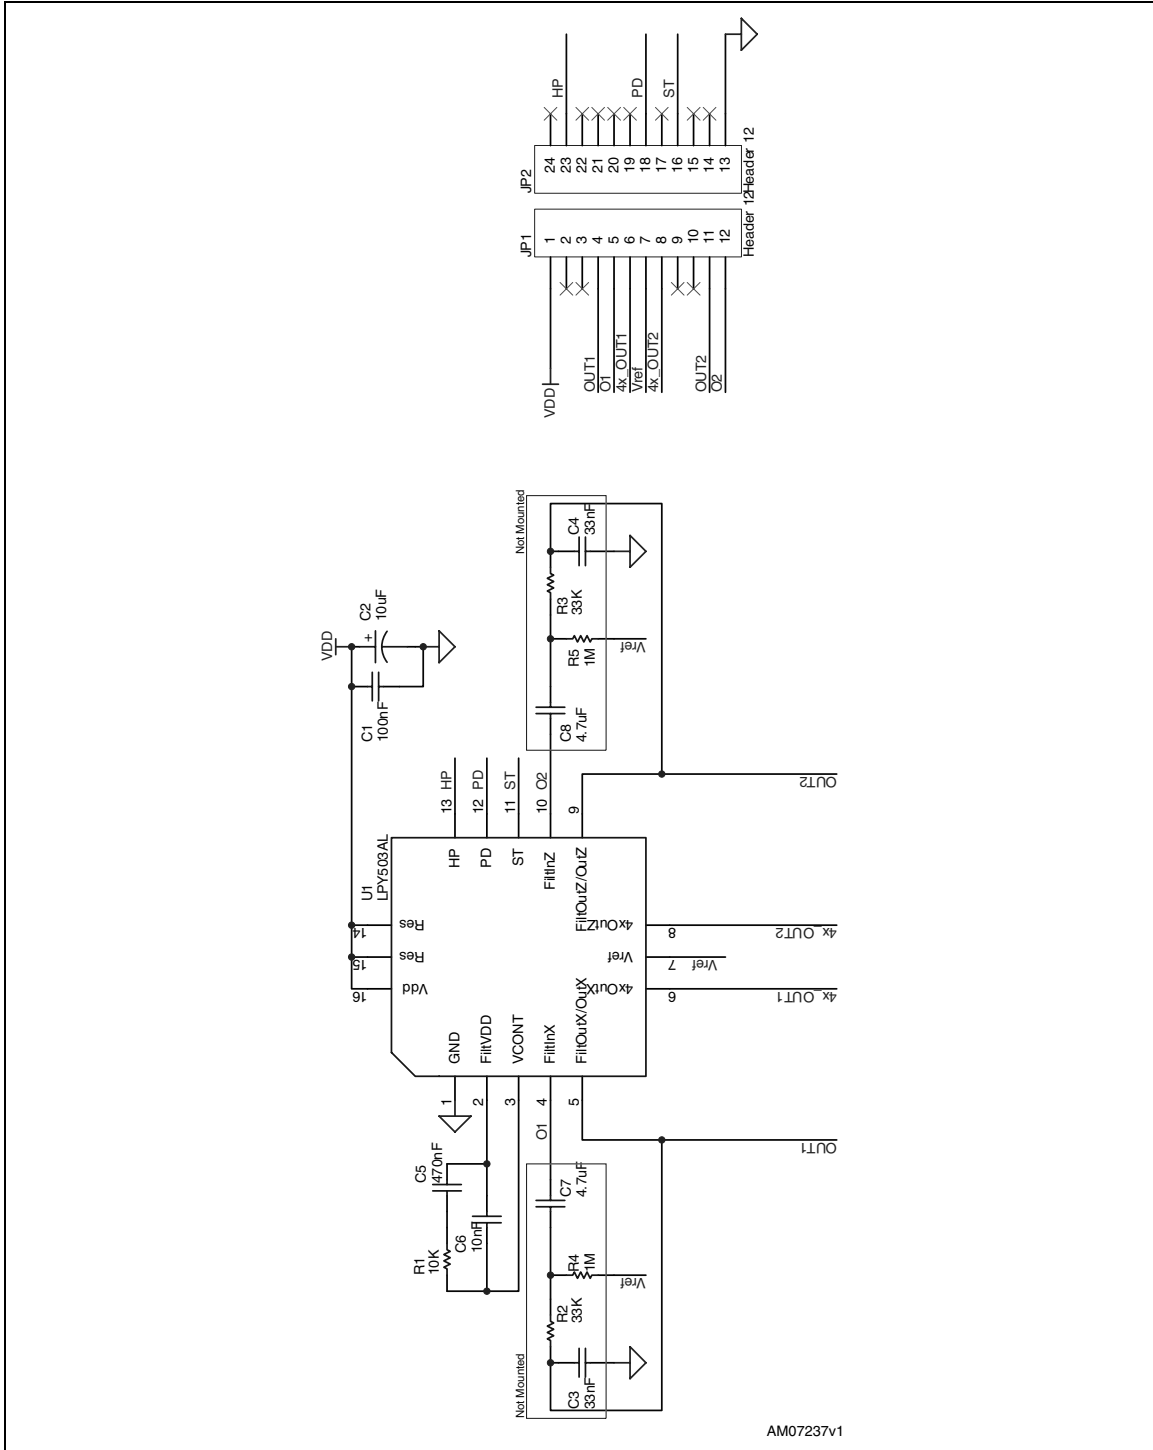 JP2
24
23
22
21
20
19
18
17
16
15
14
13
HP
PD
ST
Header 12
JP1
1
2
3
4
5
6
7
8
9
10
11
12
Header 12
VDD
OUT1
O1
4x_OUT1
Vref
4x_OUT2
OUT2
O2
Not Mounted
C4
33nF
R3
33K
R5
1M
Vref
C8
4.7uF
VDD
C2
10uF
+
C1
100nF
13 HP
12 PD
11 ST
10 O2
9
OUT2
U1
LPY503AL
HP
PD
ST
FiltInZ
FiltOutZ/OutZ
Res
14
Res
15
Vdd
16
4xOutZ
8
4x_OUT2
Vref
7
Vref
4xOutX
6
4x_OUT1
GND
FiltVDD
VCONT
FiltInX
FiltOutX/OutX
1
2
3
4
5
O1
OUT1
C5
470nF
R1
10K
C6
10nF
Not Mounted
C7
4.7uF
R4
1M
Vref
R2
33K
C3
33nF
AM07237v1